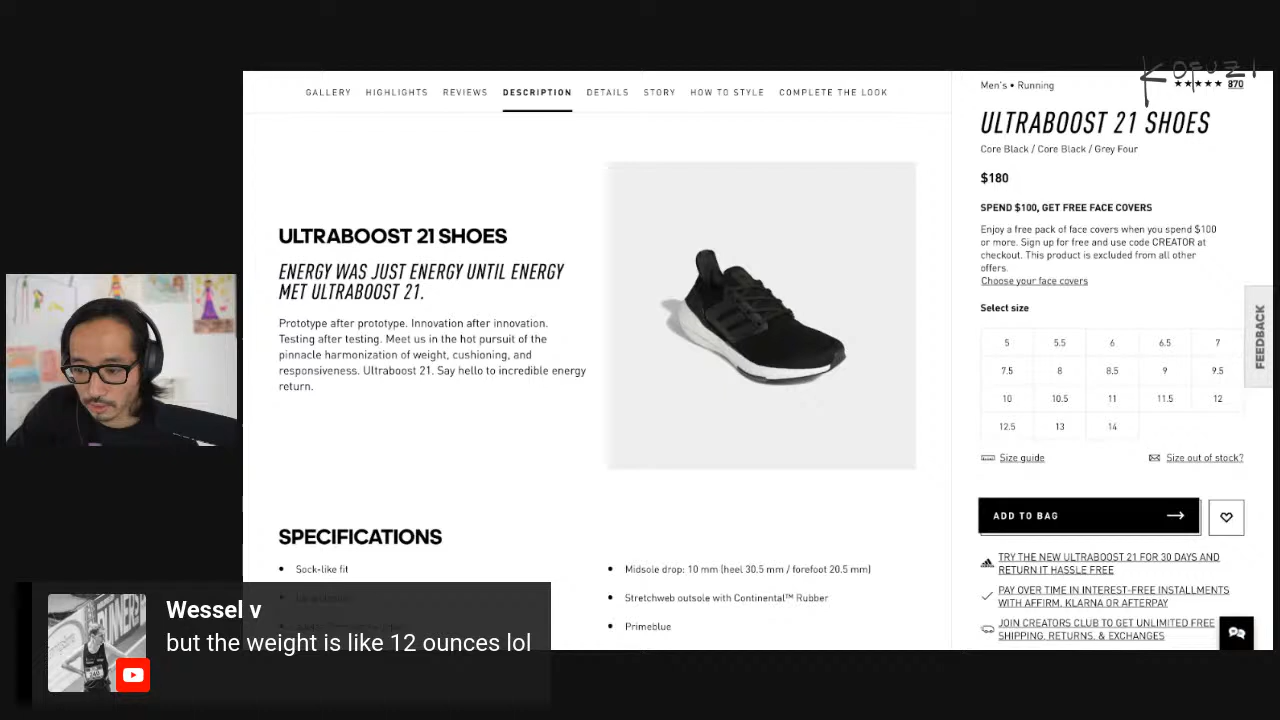 KOFUZI
GALLERY
HIGHLIGHTS
REVIEWS
DESCRIPTION
DETAILS
STORY
HOW TO STYLE
COMPLETE THE LOOK
ULTRABOOST 21 SHOES
ENERGY WAS JUST ENERGY UNTIL ENERGY
MET ULTRABOOST 21.
Prototype after prototype. Innovation after innovation.
Testing after testing. Meet us in the hot pursuit of the
pinnacle harmonization of weight, cushioning, and
responsiveness. Ultraboost 21. Say hello to incredible energy
return.
SPECIFICATIONS
Sock-like fit
Midsole drop: 10 mm (heel 30.5 mm / forefoot 20.5 mm)
Stretchweb outsole with Continental™ Rubber
Primeblue
Men's • Running
★★★★★ 870
ULTRABOOST 21 SHOES
Core Black / Core Black / Grey Four
$180
SPEND $100, GET FREE FACE COVERS
Enjoy a free pack of face covers when you spend $100
or more. Sign up for free and use code CREATOR at
checkout. This product is excluded from all other
offers.
Choose your face covers
Select size
5 5.5 6 6.5 7
7.5 8 8.5 9 9.5
10 10.5 11 11.5 12
12.5 13 14
Size guide
Size out of stock?
ADD TO BAG
TRY THE NEW ULTRABOOST 21 FOR 30 DAYS AND
RETURN IT HASSLE FREE
PAY OVER TIME IN INTEREST-FREE INSTALLMENTS
WITH AFFIRM, KLARNA OR AFTERPAY
JOIN CREATORS CLUB TO GET UNLIMITED FREE
SHIPPING, RETURNS, & EXCHANGES
FEEDBACK
Wessel v
but the weight is like 12 ounces lol